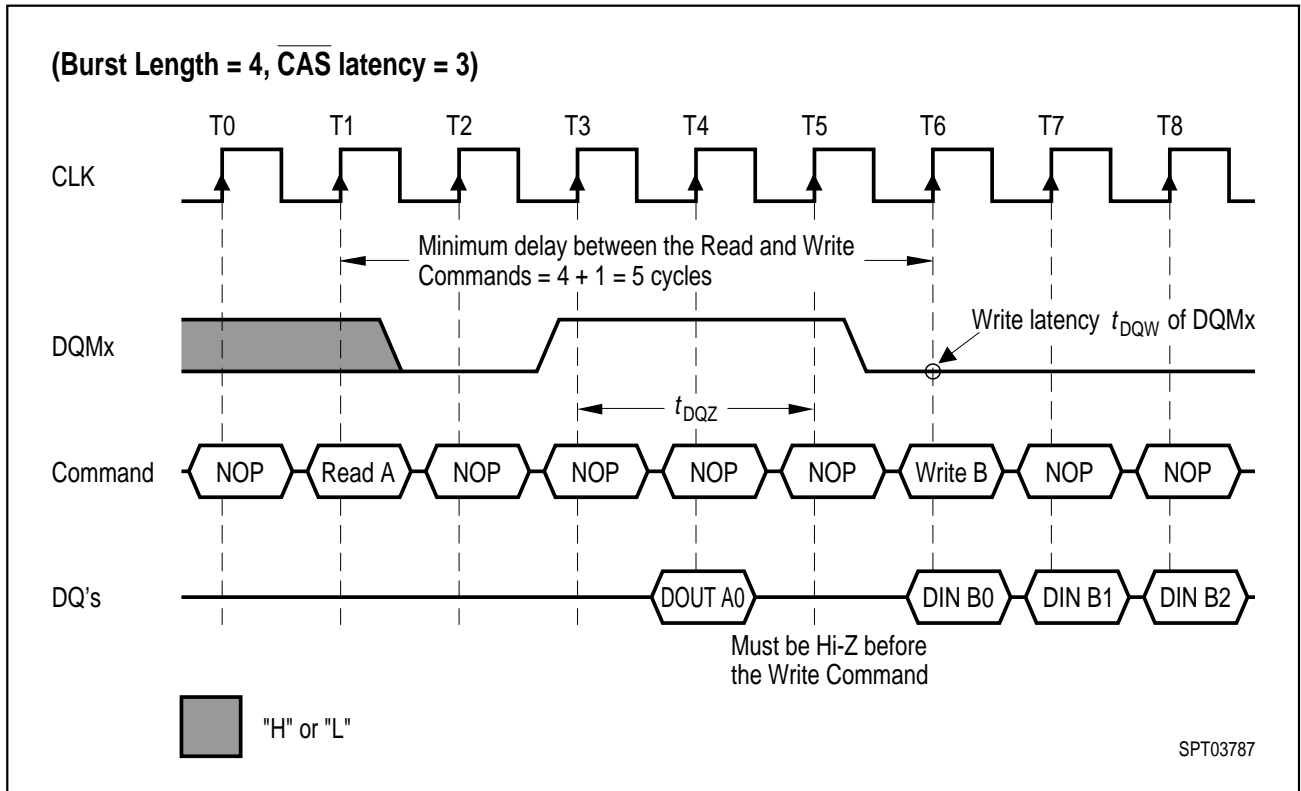 (Burst Length = 4, CAS latency = 3)
T0 T1 T2 T3 T4 T5 T6 T7 T8
CLK
Minimum delay between the Read and Write
Commands = 4 + 1 = 5 cycles
Write latency tDQW of DQMx
DQMx
tDQZ
Command NOP Read A NOP NOP NOP NOP Write B NOP NOP
DQ's DOUT A0 DIN B0 DIN B1 DIN B2
Must be Hi-Z before
the Write Command
"H" or "L"
SPT03787